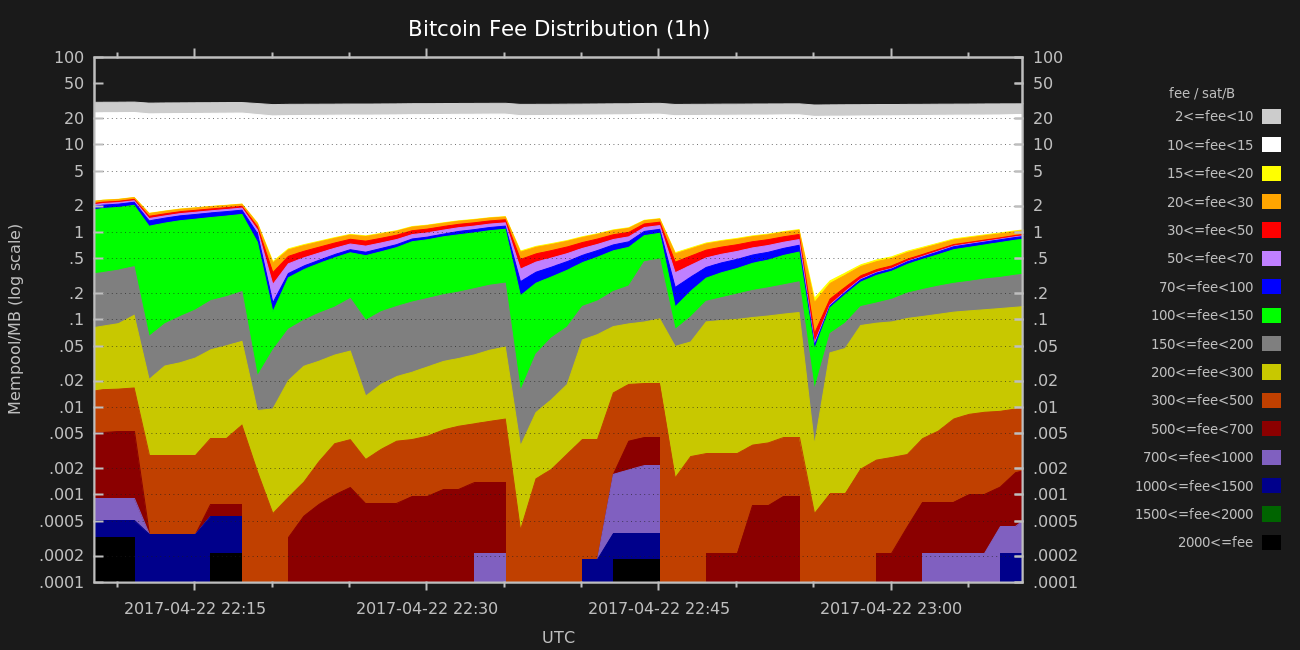 Bitcoin Fee Distribution (1h)
Mempool/MB (log scale)
100
50
20
10
5
2
1
.5
.2
.1
.05
.02
.01
.005
.002
.001
.0005
.0002
.0001
100
50
20
10
5
2
1
.5
.2
.1
.05
.02
.01
.005
.002
.001
.0005
.0002
.0001
2017-04-22 22:15
2017-04-22 22:30
2017-04-22 22:45
2017-04-22 23:00
UTC
fee / sat/B
2<=fee<10
10<=fee<15
15<=fee<20
20<=fee<30
30<=fee<50
50<=fee<70
70<=fee<100
100<=fee<150
150<=fee<200
200<=fee<300
300<=fee<500
500<=fee<700
700<=fee<1000
1000<=fee<1500
1500<=fee<2000
2000<=fee